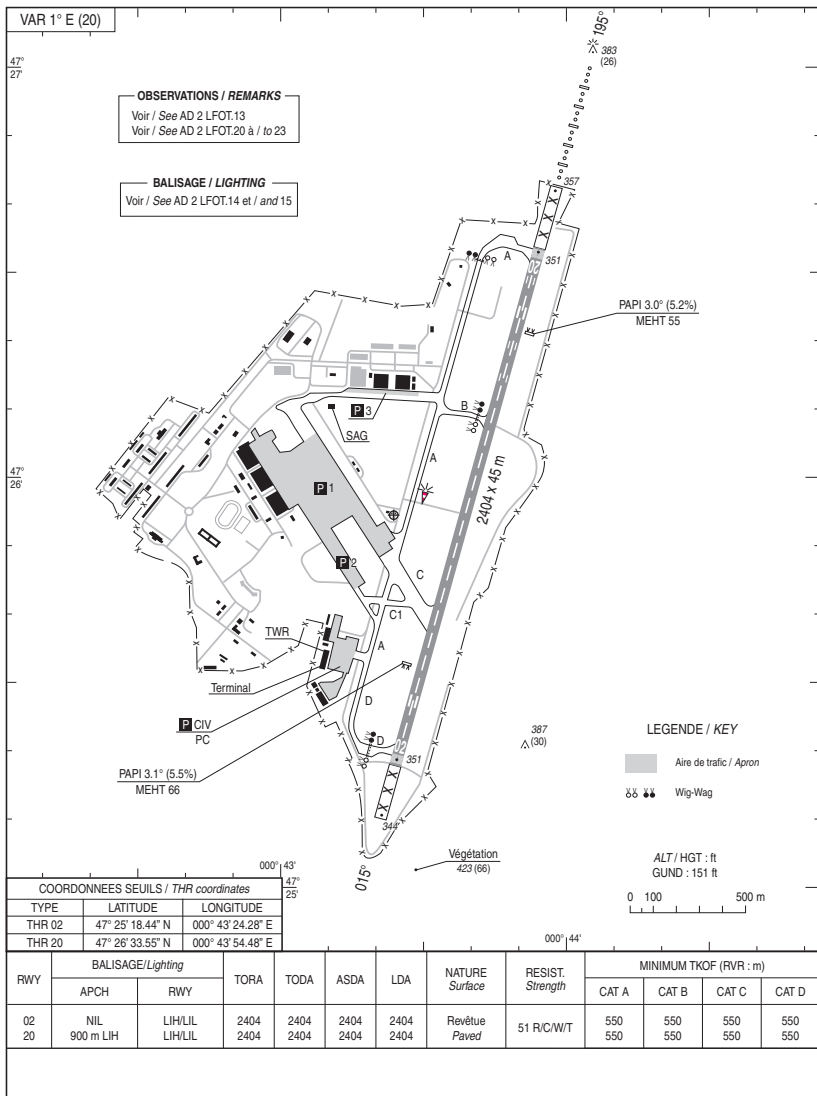 VAR 1° E (20)
195°
383
(26)
47°
27'
OBSERVATIONS / REMARKS
Voir / See AD 2 LFOT.13
Voir / See AD 2 LFOT.20 à / to 23
BALISAGE / LIGHTING
Voir / See AD 2 LFOT.14 et / and 15
357
351
A
20
PAPI 3.0° (5.2%)
MEHT 55
P 3
B
SAG
A
47°
26'
P 1
2404 x 45 m
P 2
C
C1
TWR
A
Terminal
D
P CIV
PC
D
02
351
387
(30)
LEGENDE / KEY
Aire de trafic / Apron
Wig-Wag
PAPI 3.1° (5.5%)
MEHT 66
344
Végétation
423 (66)
ALT / HGT : ft
GUND : 151 ft
0 100 500 m
000° 43'
47°
25'
015°
000° 44'
COORDONNEES SEUILS / THR coordinates
TYPE LATITUDE LONGITUDE
THR 02 47° 25' 18.44" N 000° 43' 24.28" E
THR 20 47° 26' 33.55" N 000° 43' 54.48" E
RWY BALISAGE/Lighting TORA TODA ASDA LDA NATURE Surface RESIST. Strength MINIMUM TKOF (RVR : m)
APCH RWY CAT A CAT B CAT C CAT D
02 NIL LIH/LIL 2404 2404 2404 2404 Revêtue 51 R/C/W/T 550 550 550 550
20 900 m LIH LIH/LIL 2404 2404 2404 2404 Paved 550 550 550 550